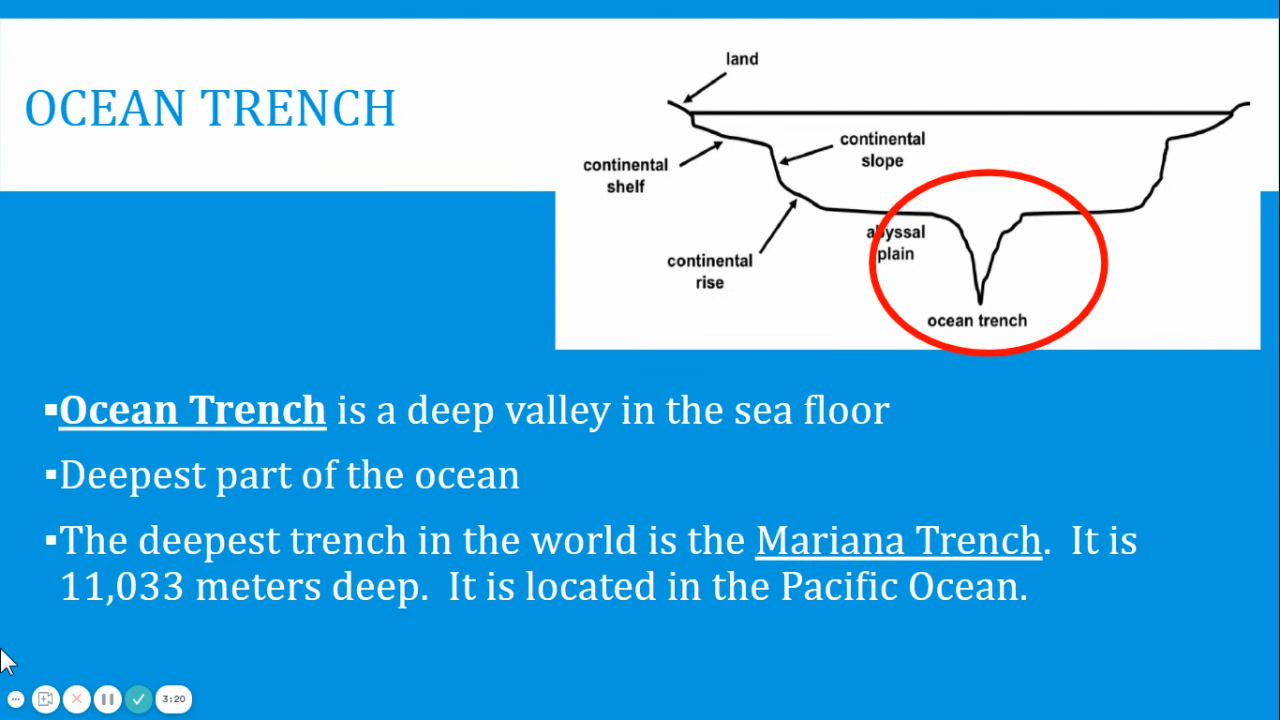 OCEAN TRENCH
land
continental
shelf
continental
slope
continental
rise
abyssal
plain
ocean trench
▪Ocean Trench is a deep valley in the sea floor
▪Deepest part of the ocean
▪The deepest trench in the world is the Mariana Trench.  It is
11,033 meters deep.  It is located in the Pacific Ocean.
3:20